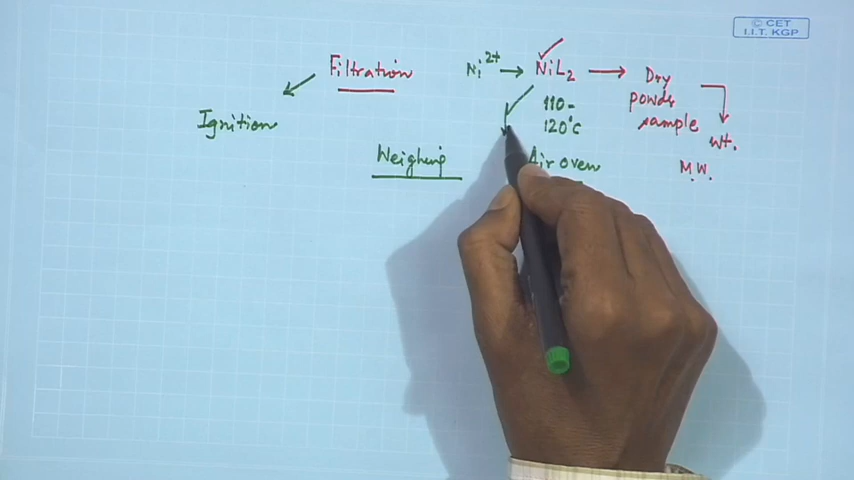 © CET
I.I.T. KGP
Filtration
Ni²⁺ → NiL₂ → Dry
powder
sample
110-
120°C
Ignition
wt.
Weighing
Air oven
M.W.